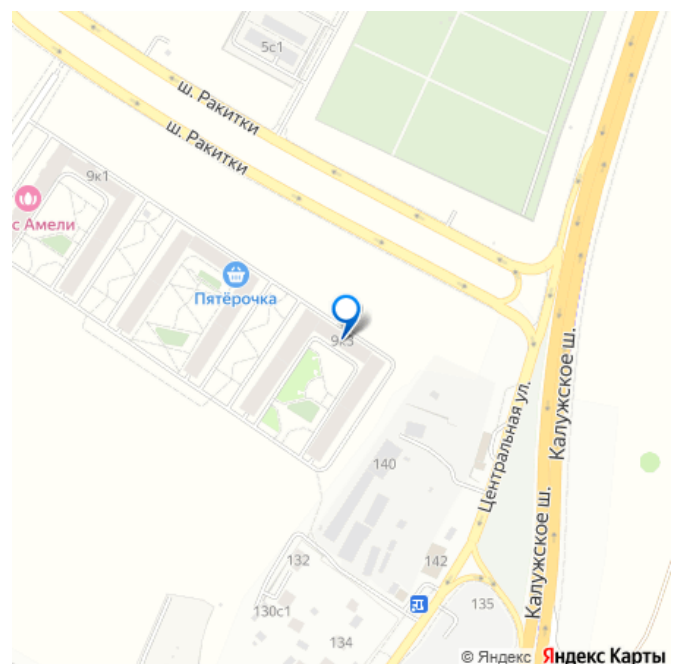 5с1
ш. Ракитки
ш. Ракитки
9к1
с Амели
Пятёрочка
9к3
Калужское ш.
Центральная ул.
140
Калужское ш.
132
142
130с1
135
134
© Яндекс Яндекс Карты